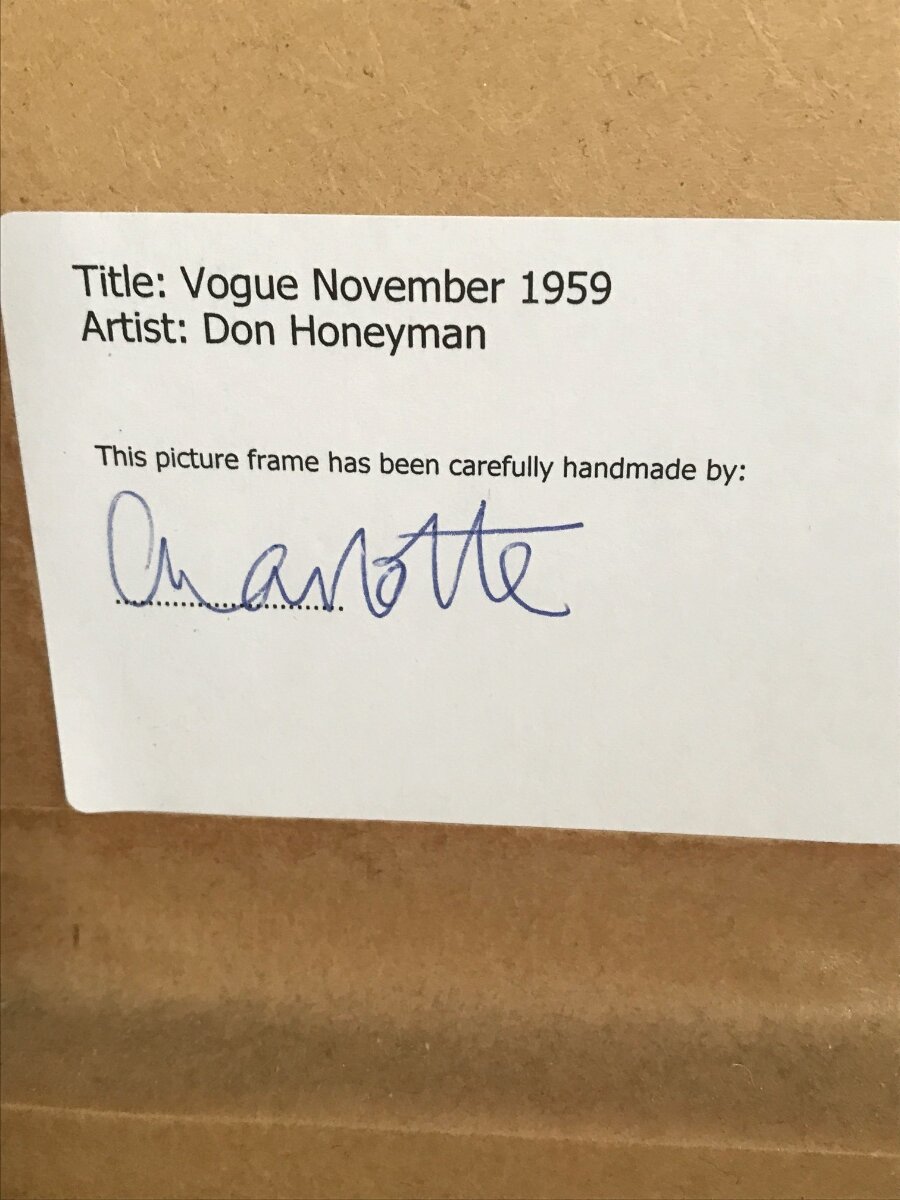 Title: Vogue November 1959
Artist: Don Honeyman
This picture frame has been carefully handmade by:
Charlotte